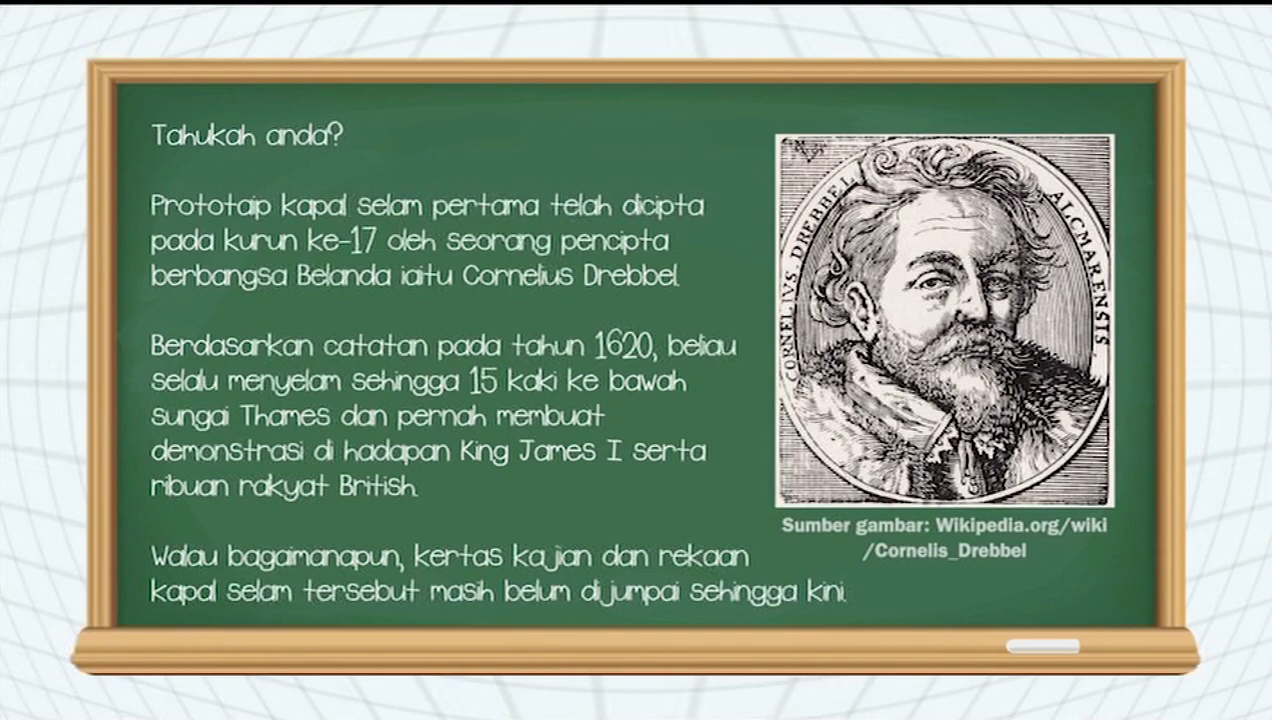 Tahukah anda?
Prototaip kapal selam pertama telah dicipta
pada kurun ke-17 oleh seorang pencipta
berbangsa Belanda iaitu Cornelius Drebbel.
Berdasarkan catatan pada tahun 1620, beliau
selalu menyelam sehingga 15 kaki ke bawah
sungai Thames dan pernah membuat
demonstrasi di hadapan King James I serta
ribuan rakyat British.
Walau bagaimanapun, kertas kajian dan rekaan
kapal selam tersebut masih belum dijumpai sehingga kini.
CORNELIVS DREBBEL ALCMARENSIS.
Sumber gambar: Wikipedia.org/wiki
/Cornelis_Drebbel